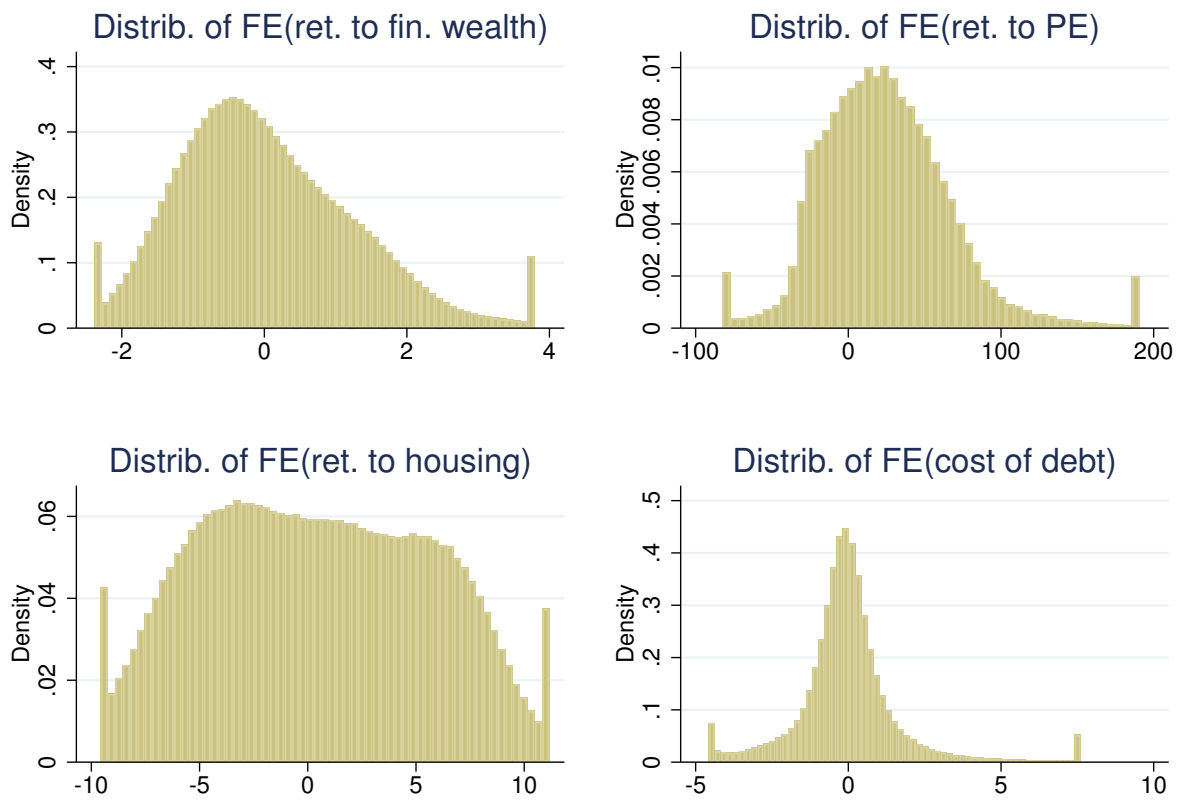 Distrib. of FE(ret. to fin. wealth)
Density
0 .1 .2 .3 .4
-2 0 2 4
Distrib. of FE(ret. to PE)
Density
0 .002 .004 .006 .008 .01
-100 0 100 200
Distrib. of FE(ret. to housing)
Density
0 .02 .04 .06
-10 -5 0 5 10
Distrib. of FE(cost of debt)
Density
0 .1 .2 .3 .4 .5
-5 0 5 10